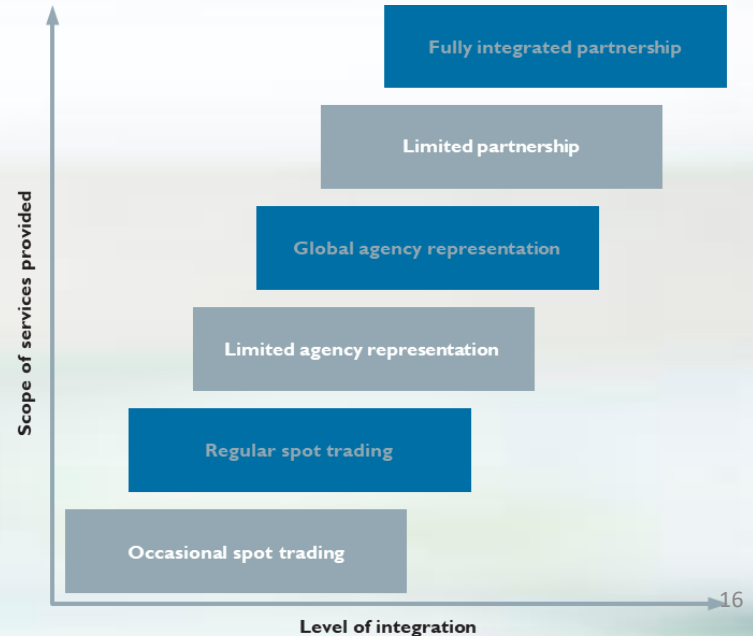 Fully integrated partnership
Limited partnership
Global agency representation
Limited agency representation
Regular spot trading
Occasional spot trading
Scope of services provided
Level of integration
16